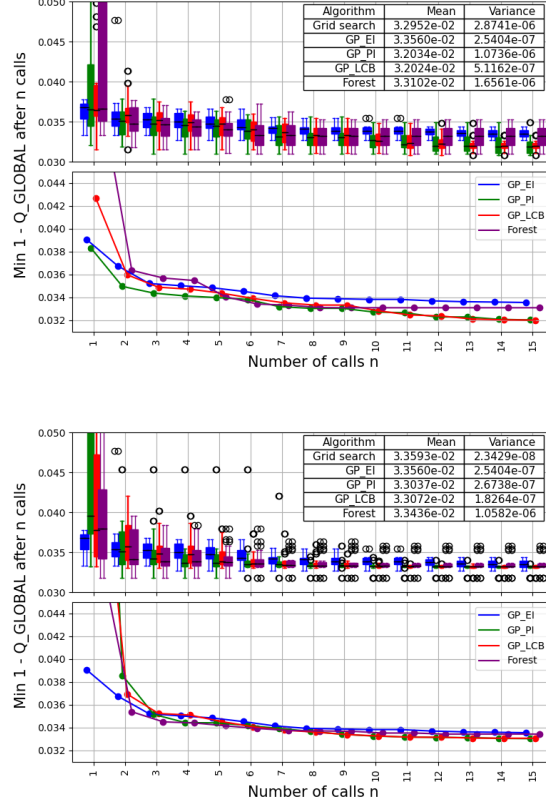 Min 1 - Q_GLOBAL after n calls
0.050
0.045
0.040
0.035
0.030
Algorithm Mean Variance
Grid search 3.2952e-02 2.8741e-06
GP_EI 3.3560e-02 2.5404e-07
GP_PI 3.2034e-02 1.0736e-06
GP_LCB 3.2024e-02 5.1162e-07
Forest 3.3102e-02 1.6561e-06
0.044
0.042
0.040
0.038
0.036
0.034
0.032
GP_EI
GP_PI
GP_LCB
Forest
1 2 3 4 5 6 7 8 9 10 11 12 13 14 15
Number of calls n
Min 1 - Q_GLOBAL after n calls
0.050
0.045
0.040
0.035
0.030
Algorithm Mean Variance
Grid search 3.3593e-02 2.3429e-08
GP_EI 3.3560e-02 2.5404e-07
GP_PI 3.3037e-02 2.6738e-07
GP_LCB 3.3072e-02 1.8264e-07
Forest 3.3436e-02 1.0582e-06
0.044
0.042
0.040
0.038
0.036
0.034
0.032
GP_EI
GP_PI
GP_LCB
Forest
1 2 3 4 5 6 7 8 9 10 11 12 13 14 15
Number of calls n